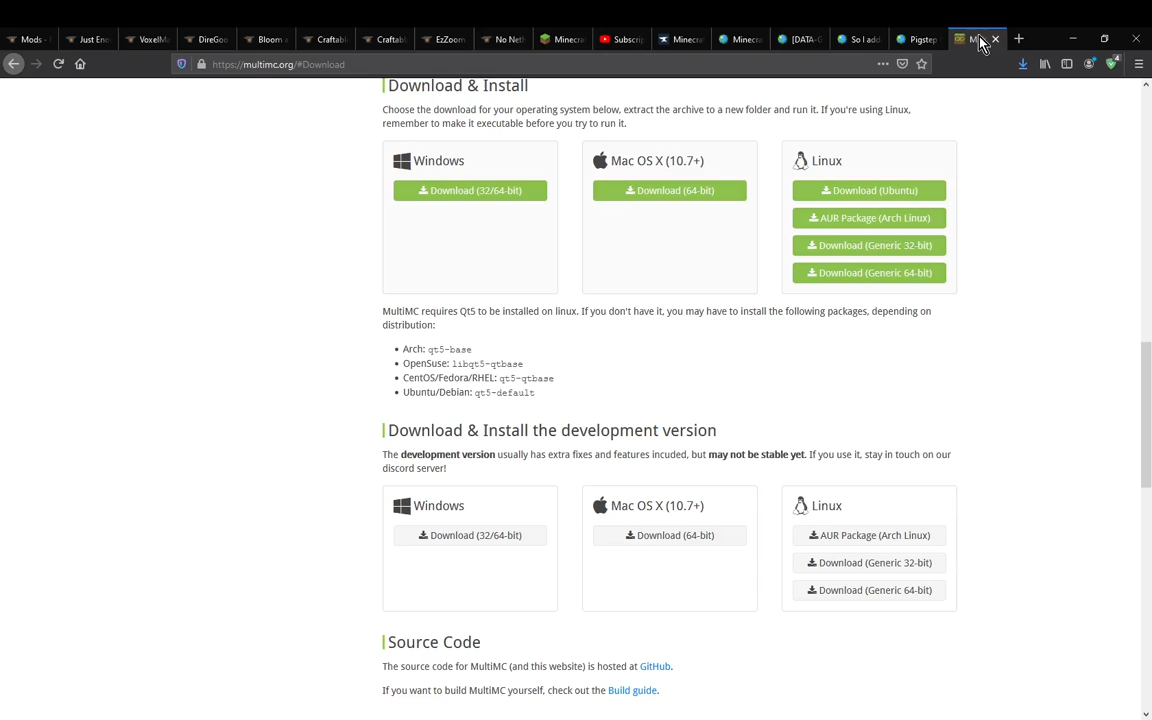 Mods -
Just Eno
VoxelMa
DireGoo
Bloom a
Craftabl
Craftabl
EzZoom
No Neth
Minecra
Subscrip
Minecra
Minecra
[DATA-G
So I add
Pigstep
M
https://multimc.org/#Download
4
Download & Install
Choose the download for your operating system below, extract the archive to a new folder and run it. If you're using Linux,
remember to make it executable before you try to run it.
Windows
Download (32/64-bit)
Mac OS X (10.7+)
Download (64-bit)
Linux
Download (Ubuntu)
AUR Package (Arch Linux)
Download (Generic 32-bit)
Download (Generic 64-bit)
MultiMC requires Qt5 to be installed on linux. If you don't have it, you may have to install the following packages, depending on
distribution:
• Arch: qt5-base
• OpenSuse: libqt5-qtbase
• CentOS/Fedora/RHEL: qt5-qtbase
• Ubuntu/Debian: qt5-default
Download & Install the development version
The development version usually has extra fixes and features incuded, but may not be stable yet. If you use it, stay in touch on our
discord server!
Windows
Download (32/64-bit)
Mac OS X (10.7+)
Download (64-bit)
Linux
AUR Package (Arch Linux)
Download (Generic 32-bit)
Download (Generic 64-bit)
Source Code
The source code for MultiMC (and this website) is hosted at GitHub.
If you want to build MultiMC yourself, check out the Build guide.